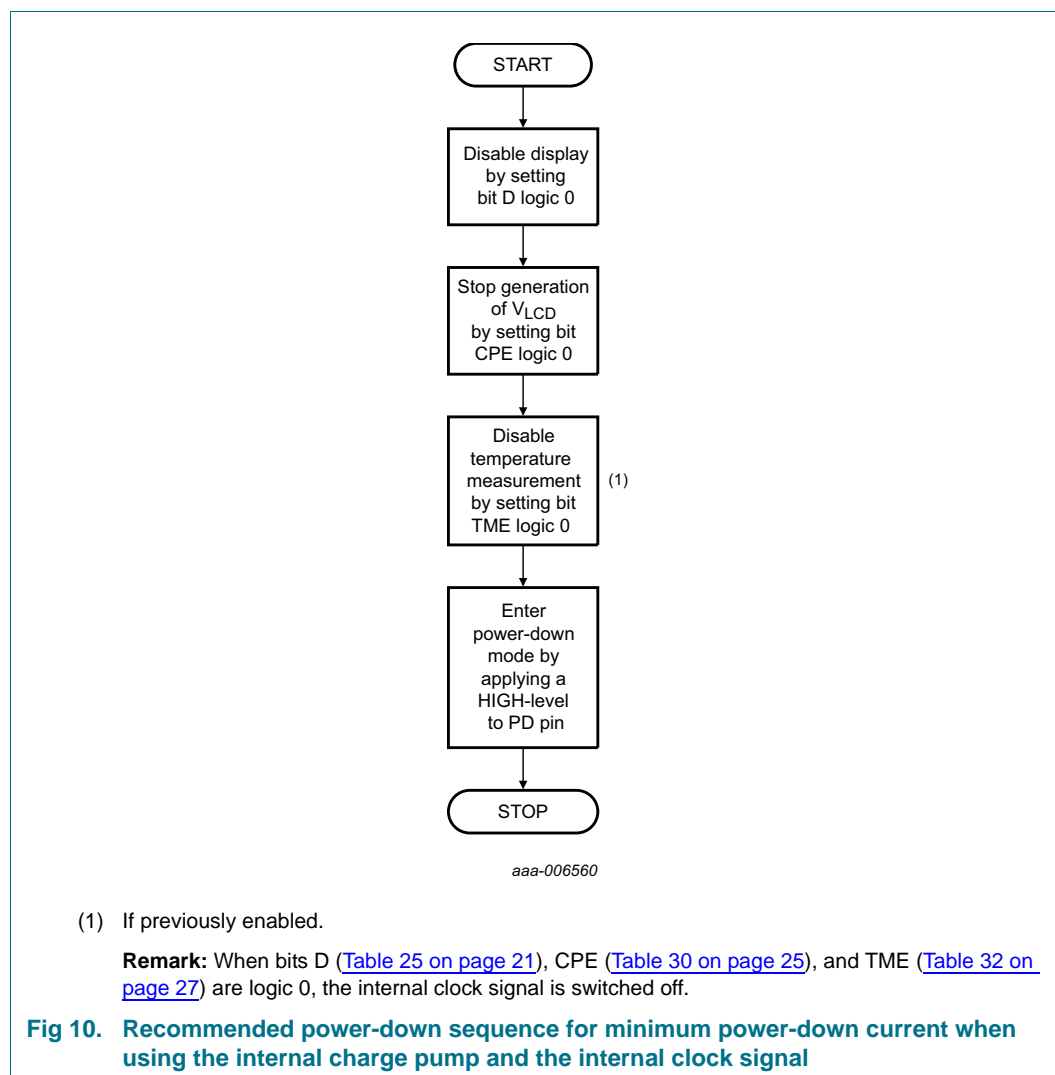 START
Disable display
by setting
bit D logic 0
Stop generation
of VLCD
by setting bit
CPE logic 0
Disable
temperature
measurement
by setting bit
TME logic 0
(1)
Enter
power-down
mode by
applying a
HIGH-level
to PD pin
STOP
aaa-006560
(1) If previously enabled.
Remark: When bits D (Table 25 on page 21), CPE (Table 30 on page 25), and TME (Table 32 on
page 27) are logic 0, the internal clock signal is switched off.
Fig 10. Recommended power-down sequence for minimum power-down current when
using the internal charge pump and the internal clock signal